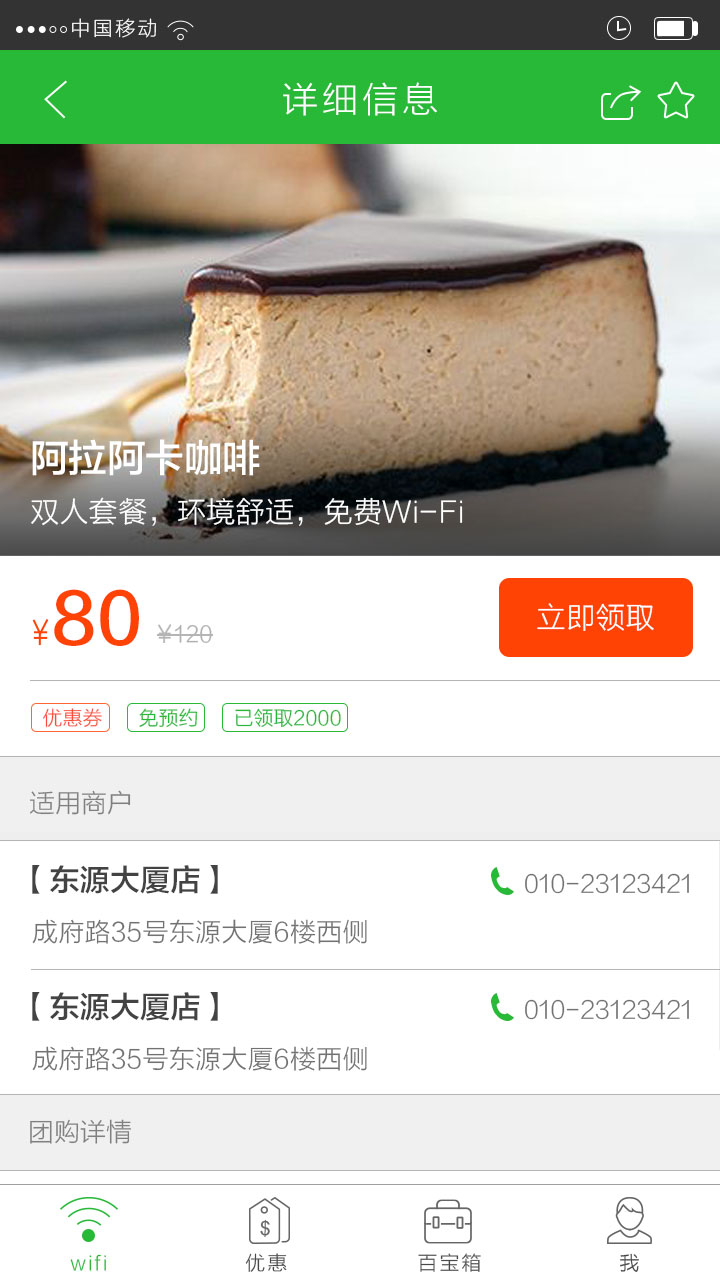 中国移动
详细信息
阿拉阿卡咖啡
双人套餐，环境舒适，免费Wi-Fi
¥80 ¥120
立即领取
优惠券 免预约 已领取2000
适用商户
【东源大厦店】 010-23123421
成府路35号东源大厦6楼西侧
【东源大厦店】 010-23123421
成府路35号东源大厦6楼西侧
团购详情
wifi 优惠 百宝箱 我